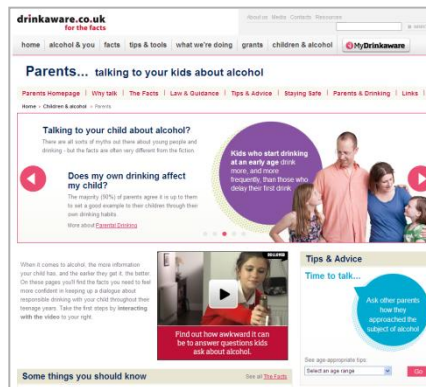 drinkaware.co.uk
for the facts
About us Media Contacts Resources
home alcohol & you facts tips & tools what we're doing grants children & alcohol MyDrinkaware
Parents... talking to your kids about alcohol
Parents Homepage | Why talk | The Facts | Law & Guidance | Tips & Advice | Staying Safe | Parents & Drinking | Links |
Home » Children & alcohol » Parents
Talking to your child about alcohol?
There are all sorts of myths out there about young people and
drinking - but the facts are often very different from the fiction.
Does my own drinking affect
my child?
The majority (90%) of parents agree it is up to them
to set a good example to their children through their
own drinking habits.
More about Parental Drinking
Kids who start drinking
at an early age drink
more, and more
frequently, than those who
delay their first drink
When it comes to alcohol, the more information
your child has, and the earlier they get it, the better.
On these pages you'll find the facts you need to feel
more confident in keeping up a dialogue about
responsible drinking with your child throughout their
teenage years. Take the first steps by interacting
with the video to your right.
Find out how awkward it can
be to answer questions kids
ask about alcohol.
Tips & Advice
Time to talk...
Ask other parents
how they
approached the
subject of alcohol
See age appropriate tips:
Select an age range
Go
Some things you should know
See all The Facts